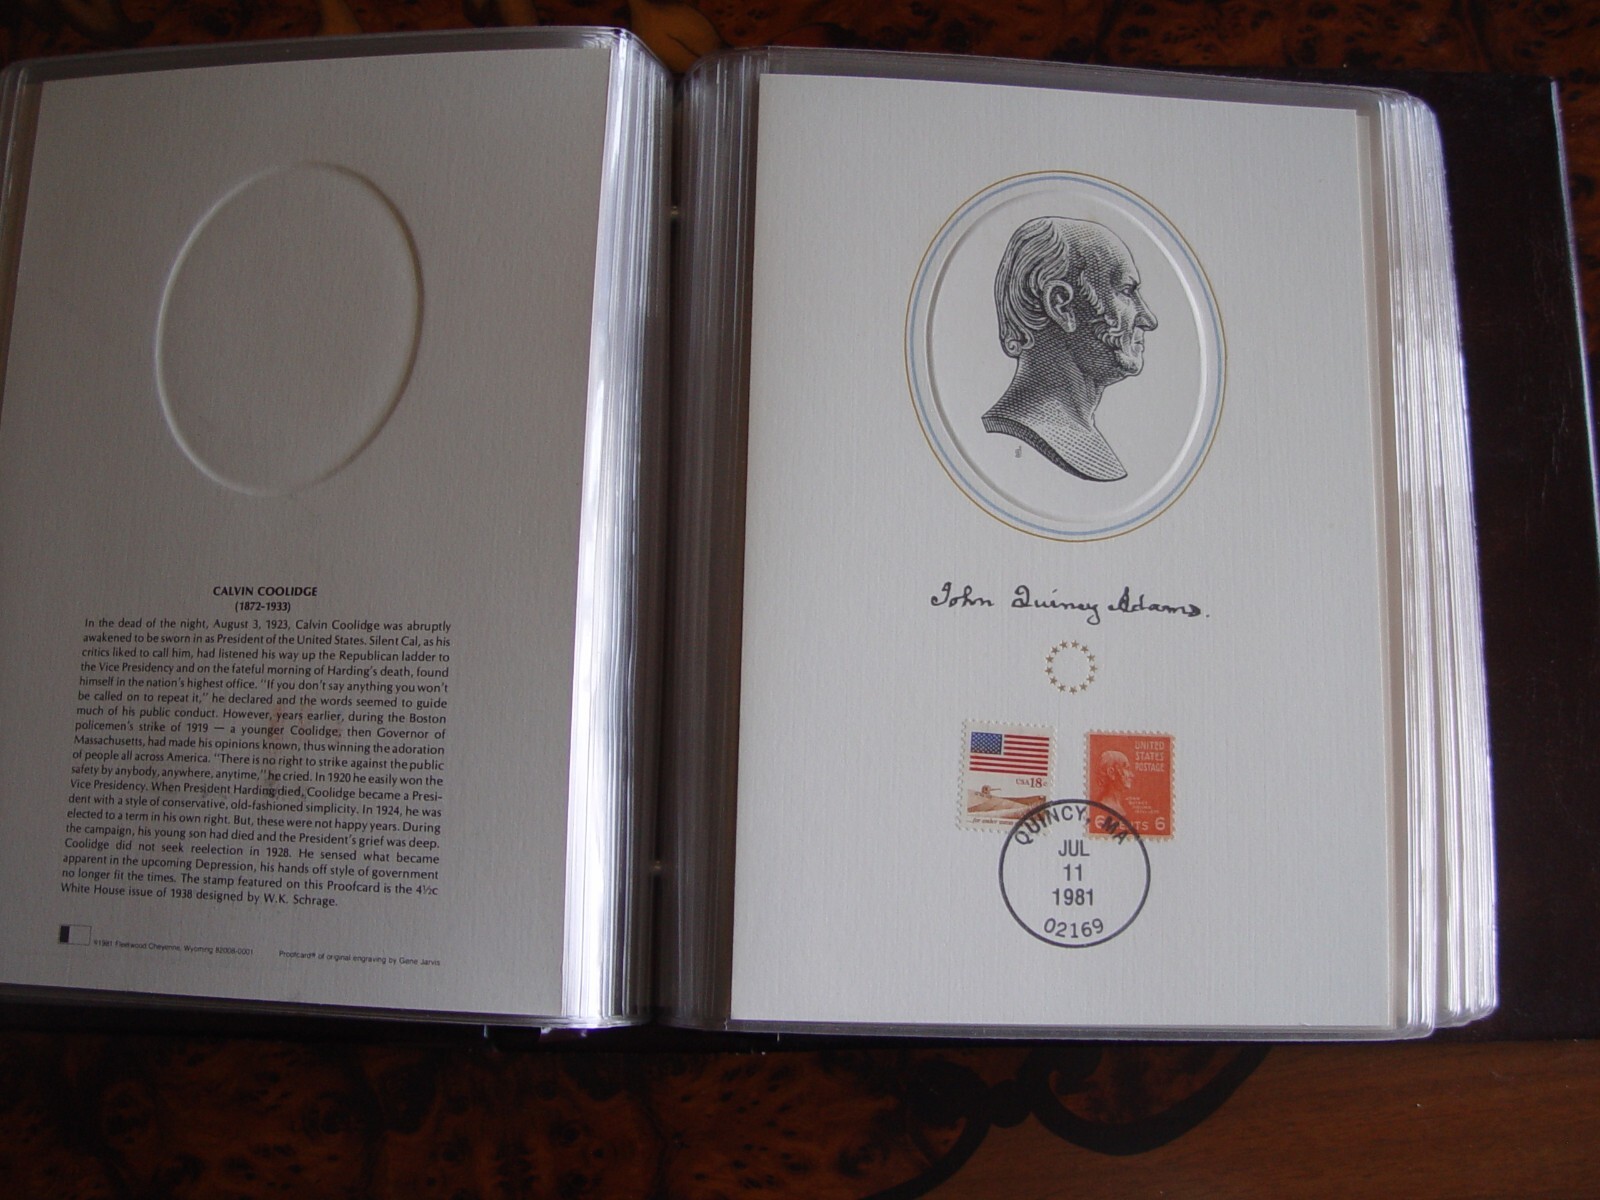 CALVIN COOLIDGE
(1872-1933)
In the dead of the night, August 3, 1923, Calvin Coolidge was abruptly
awakened to be sworn in as President of the United States. Silent Cal, as his
critics liked to call him, had listened his way up the Republican ladder to
the Vice Presidency and on the fateful morning of Harding's death, found
himself in the nation's highest office. "If you don't say anything you won't
be called on to repeat it," he declared and the words seemed to guide
much of his public conduct. However, years earlier, during the Boston
policemen's strike of 1919 — a younger Coolidge, then Governor of
Massachusetts, had made his opinions known, thus winning the adoration
of people all across America. "There is no right to strike against the public
safety by anybody, anywhere, anytime," he cried. In 1920 he easily won the
Vice Presidency. When President Harding died, Coolidge became a Presi-
dent with a style of conservative, old-fashioned simplicity. In 1924, he was
elected to a term in his own right. But, these were not happy years. During
the campaign, his young son had died and the President's grief was deep.
Coolidge did not seek reelection in 1928. He sensed what became
apparent in the upcoming Depression, his hands off style of government
no longer fit the times. The stamp featured on this Proofcard is the 4½c
White House issue of 1938 designed by W.K. Schrage.
©1981 Fleetwood Cheyenne, Wyoming 82008-0001 Proofcard® of original engraving by Gene Jarvis
John Quincy Adams.
USA 18c
UNITED
STATES
POSTAGE
JOHN
QUINCY
ADAMS
6 CENTS 6
QUINCY, MA
JUL
11
1981
02169